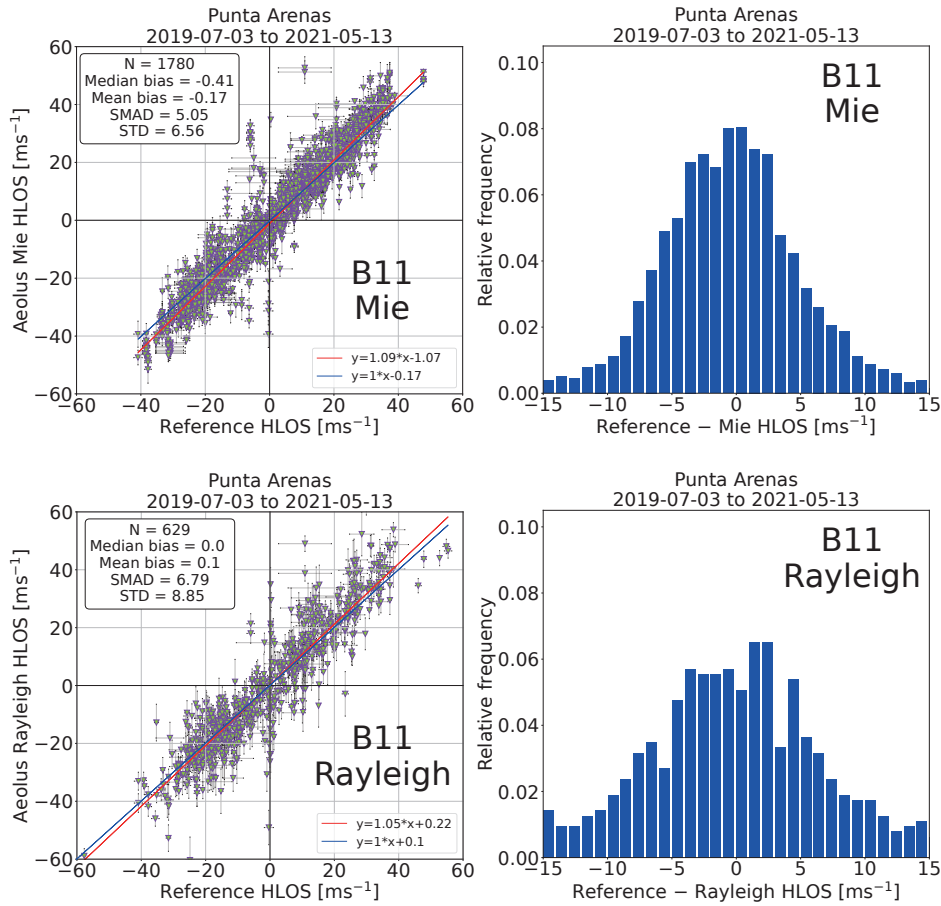 Punta Arenas
2019-07-03 to 2021-05-13
N = 1780
Median bias = -0.41
Mean bias = -0.17
SMAD = 5.05
STD = 6.56
B11
Mie
y=1.09*x-1.07
y=1*x-0.17
60
40
20
0
−20
−40
−60
Aeolus Mie HLOS [ms⁻¹]
−60 −40 −20 0 20 40 60
Reference HLOS [ms⁻¹]
Punta Arenas
2019-07-03 to 2021-05-13
B11
Mie
0.10
0.08
0.06
0.04
0.02
0.00
Relative frequency
−15 −10 −5 0 5 10 15
Reference − Mie HLOS [ms⁻¹]
Punta Arenas
2019-07-03 to 2021-05-13
N = 629
Median bias = 0.0
Mean bias = 0.1
SMAD = 6.79
STD = 8.85
B11
Rayleigh
y=1.05*x+0.22
y=1*x+0.1
60
40
20
0
−20
−40
−60
Aeolus Rayleigh HLOS [ms⁻¹]
−60 −40 −20 0 20 40 60
Reference HLOS [ms⁻¹]
Punta Arenas
2019-07-03 to 2021-05-13
B11
Rayleigh
0.10
0.08
0.06
0.04
0.02
0.00
Relative frequency
−15 −10 −5 0 5 10 15
Reference − Rayleigh HLOS [ms⁻¹]